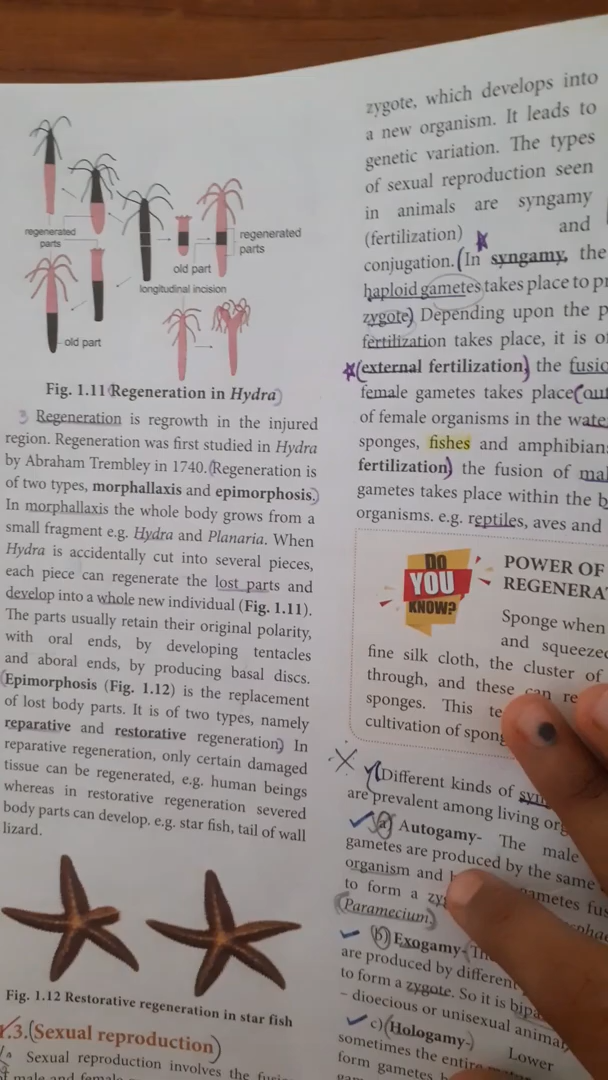 regenerated
parts
regenerated
parts
old part
longitudinal incision
old part
Fig. 1.11 Regeneration in Hydra
3 Regeneration is regrowth in the injured
region. Regeneration was first studied in Hydra
by Abraham Trembley in 1740. (Regeneration is
of two types, morphallaxis and epimorphosis.)
In morphallaxis the whole body grows from a
small fragment e.g. Hydra and Planaria. When
Hydra is accidentally cut into several pieces,
each piece can regenerate the lost parts and
develop into a whole new individual (Fig. 1.11).
The parts usually retain their original polarity,
with oral ends, by developing tentacles
and aboral ends, by producing basal discs.
(Epimorphosis (Fig. 1.12) is the replacement
of lost body parts. It is of two types, namely
reparative and restorative regeneration) In
reparative regeneration, only certain damaged
tissue can be regenerated, e.g. human beings
whereas in restorative regeneration severed
body parts can develop. e.g. star fish, tail of wall
lizard.
Fig. 1.12 Restorative regeneration in star fish
1.3. (Sexual reproduction)
Sexual reproduction involves the
male and
zygote, which develops into
a new organism. It leads to
genetic variation. The types
of sexual reproduction seen
in animals are syngamy
(fertilization) and
conjugation. (In syngamy, the
haploid gametes takes place to
zygote) Depending upon the
fertilization takes place, it is
(external fertilization) the
female gametes takes place
of female organisms in the
sponges, fishes and
fertilization) the fusion of
gametes takes place within the
organisms. e.g. reptiles, aves and
DO
YOU
KNOW?
POWER OF
Sponge when
and squeezed
fine silk cloth, the cluster of
through, and these can
sponges. This
cultivation of
(Different kinds of
are prevalent among living
(a) Autogamy- The male
gametes are produced by the same
organism and gametes
to form a
(Paramecium)
(b) Exogamy-
are produced by different
to form a zygote. So it is
– dioecious or unisexual
c) (Hologamy- Lower
sometimes the entire
form gametes